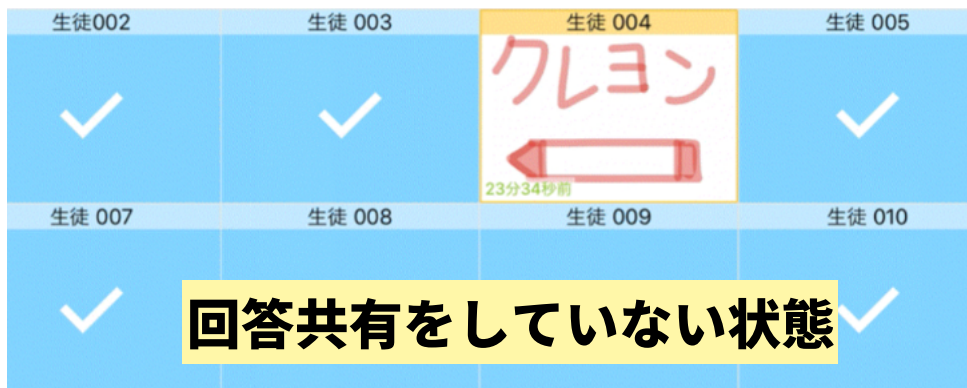 生徒002 生徒 003 生徒 004 生徒 005
クレヨン
23分34秒前
生徒 007 生徒 008 生徒 009 生徒 010
回答共有をしていない状態